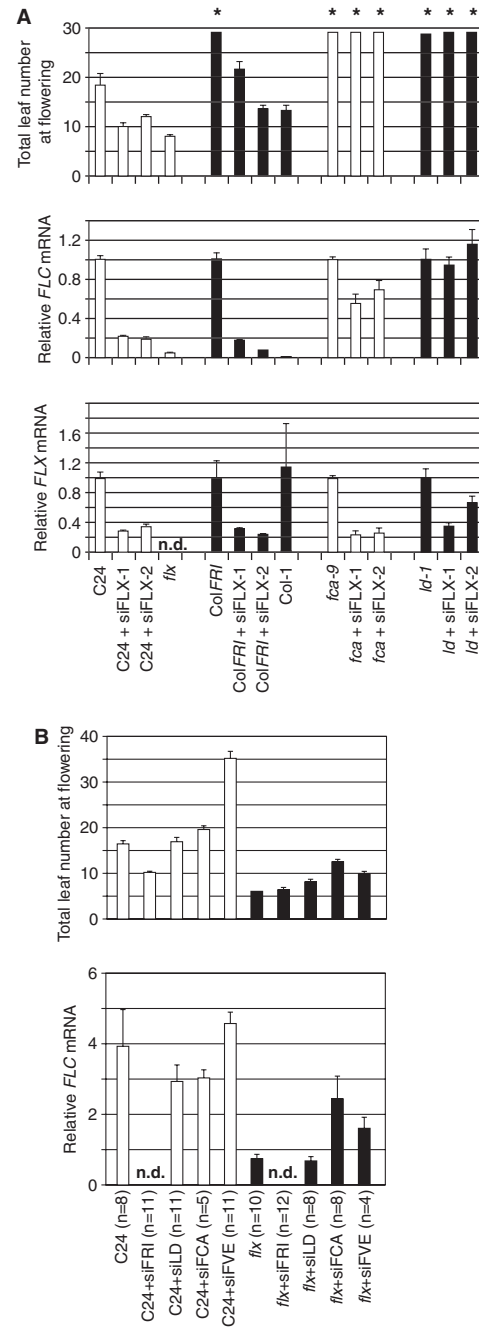 A
* * * * * * *
Total leaf number
at flowering
30
20
10
0
Relative FLC mRNA
1.2
0.8
0.4
0
Relative FLX mRNA
1.6
1.2
0.8
0.4
0
n.d.
C24
C24 + siFLX-1
C24 + siFLX-2
flx
ColFRI
ColFRI + siFLX-1
ColFRI + siFLX-2
Col-1
fca-9
fca + siFLX-1
fca + siFLX-2
ld-1
ld + siFLX-1
ld + siFLX-2
B
Total leaf number at flowering
40
30
20
10
0
Relative FLC mRNA
6
4
2
0
n.d.
n.d.
C24 (n=8)
C24+siFRI (n=11)
C24+siLD (n=11)
C24+siFCA (n=5)
C24+siFVE (n=11)
flx (n=10)
flx+siFRI (n=12)
flx+siLD (n=8)
flx+siFCA (n=8)
flx+siFVE (n=4)